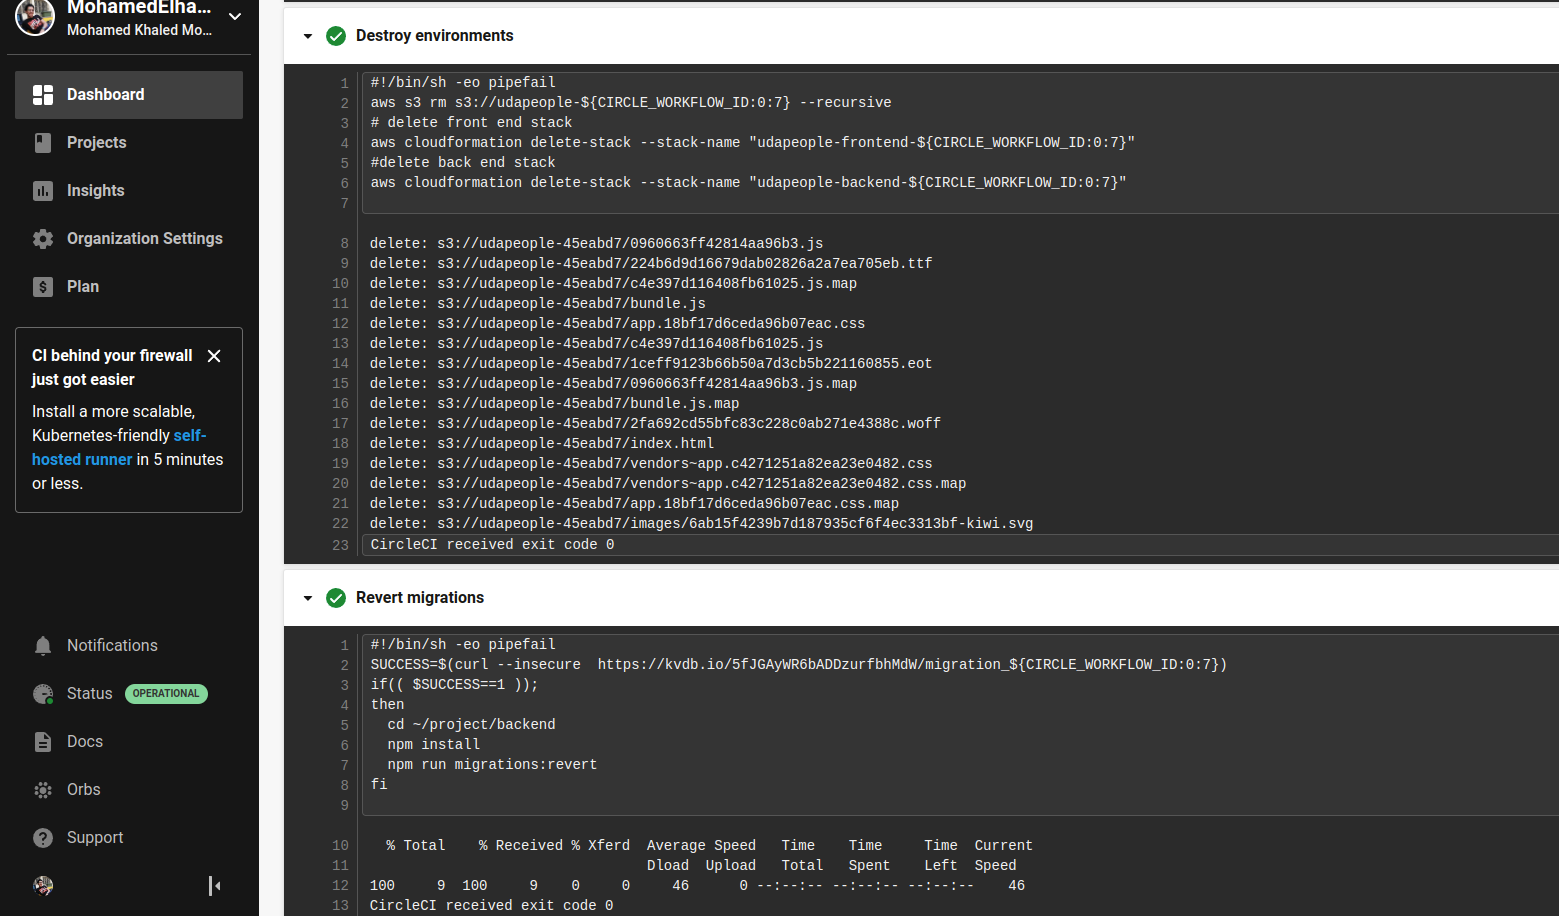 MohamedElha...
Mohamed Khaled Mo...
Dashboard
Projects
Insights
Organization Settings
Plan
CI behind your firewall
just got easier
Install a more scalable,
Kubernetes-friendly self-
hosted runner in 5 minutes
or less.
Notifications
Status OPERATIONAL
Docs
Orbs
Support
Destroy environments
1 #!/bin/sh -eo pipefail
2 aws s3 rm s3://udapeople-${CIRCLE_WORKFLOW_ID:0:7} --recursive
3 # delete front end stack
4 aws cloudformation delete-stack --stack-name "udapeople-frontend-${CIRCLE_WORKFLOW_ID:0:7}"
5 #delete back end stack
6 aws cloudformation delete-stack --stack-name "udapeople-backend-${CIRCLE_WORKFLOW_ID:0:7}"
7
8 delete: s3://udapeople-45eabd7/0960663ff42814aa96b3.js
9 delete: s3://udapeople-45eabd7/224b6d9d16679dab02826a2a7ea705eb.ttf
10 delete: s3://udapeople-45eabd7/c4e397d116408fb61025.js.map
11 delete: s3://udapeople-45eabd7/bundle.js
12 delete: s3://udapeople-45eabd7/app.18bf17d6ceda96b07eac.css
13 delete: s3://udapeople-45eabd7/c4e397d116408fb61025.js
14 delete: s3://udapeople-45eabd7/1ceff9123b66b50a7d3cb5b221160855.eot
15 delete: s3://udapeople-45eabd7/0960663ff42814aa96b3.js.map
16 delete: s3://udapeople-45eabd7/bundle.js.map
17 delete: s3://udapeople-45eabd7/2fa692cd55bfc83c228c0ab271e4388c.woff
18 delete: s3://udapeople-45eabd7/index.html
19 delete: s3://udapeople-45eabd7/vendors~app.c4271251a82ea23e0482.css
20 delete: s3://udapeople-45eabd7/vendors~app.c4271251a82ea23e0482.css.map
21 delete: s3://udapeople-45eabd7/app.18bf17d6ceda96b07eac.css.map
22 delete: s3://udapeople-45eabd7/images/6ab15f4239b7d187935cf6f4ec3313bf-kiwi.svg
23 CircleCI received exit code 0
Revert migrations
1 #!/bin/sh -eo pipefail
2 SUCCESS=$(curl --insecure  https://kvdb.io/5fJGAyWR6bADDzurfbhMdW/migration_${CIRCLE_WORKFLOW_ID:0:7})
3 if(( $SUCCESS==1 ));
4 then
5   cd ~/project/backend
6   npm install
7   npm run migrations:revert
8 fi
9
10   % Total    % Received % Xferd  Average Speed   Time    Time     Time  Current
11                                  Dload  Upload   Total   Spent    Left  Speed
12 100     9  100     9    0     0     46      0 --:--:-- --:--:-- --:--:--    46
13 CircleCI received exit code 0